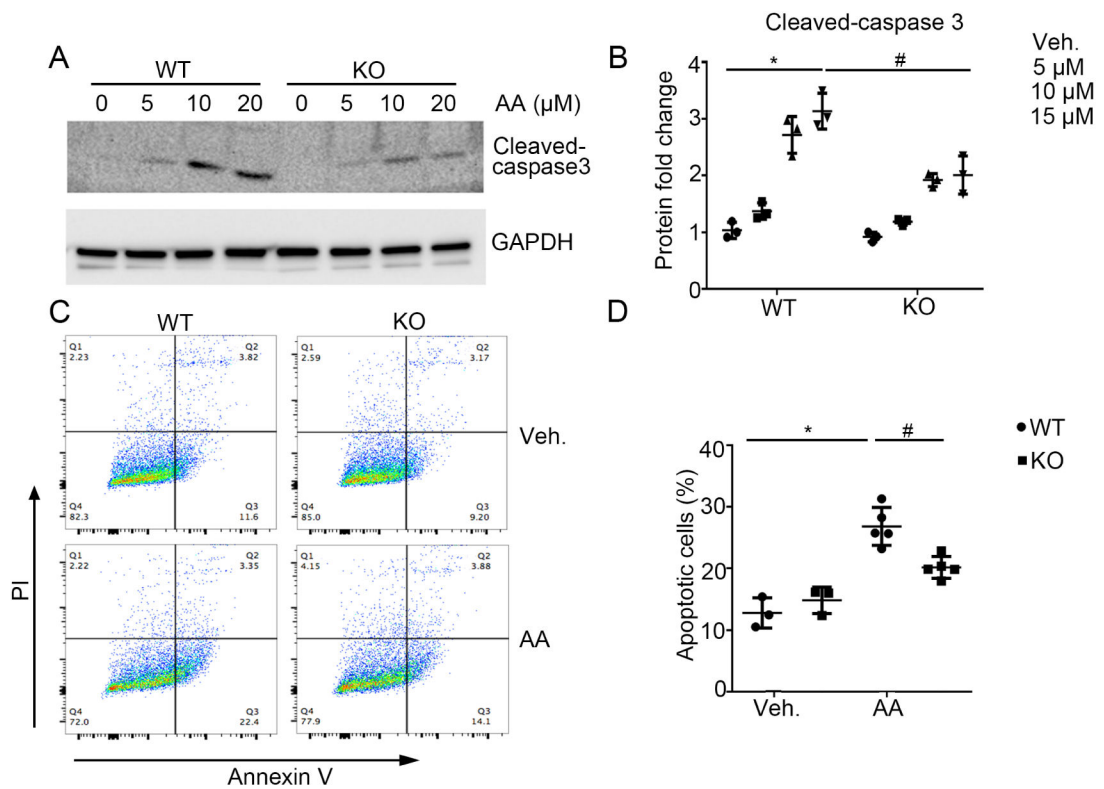 A
WT KO
0 5 10 20 0 5 10 20 AA (µM)
Cleaved-
caspase3
GAPDH
B
Cleaved-caspase 3
Veh.
5 µM
10 µM
15 µM
* #
Protein fold change
4
3
2
1
0
WT KO
C
WT KO
Q1 Q2
2.23 3.82
Q4 Q3
82.3 11.6
Q1 Q2
2.59 3.17
Q4 Q3
85.0 9.20
Veh.
Q1 Q2
2.22 3.35
Q4 Q3
72.0 22.4
Q1 Q2
4.15 3.88
Q4 Q3
77.9 14.1
AA
PI
Annexin V
D
WT
KO
* #
Apoptotic cells (%)
40
30
20
10
0
Veh. AA